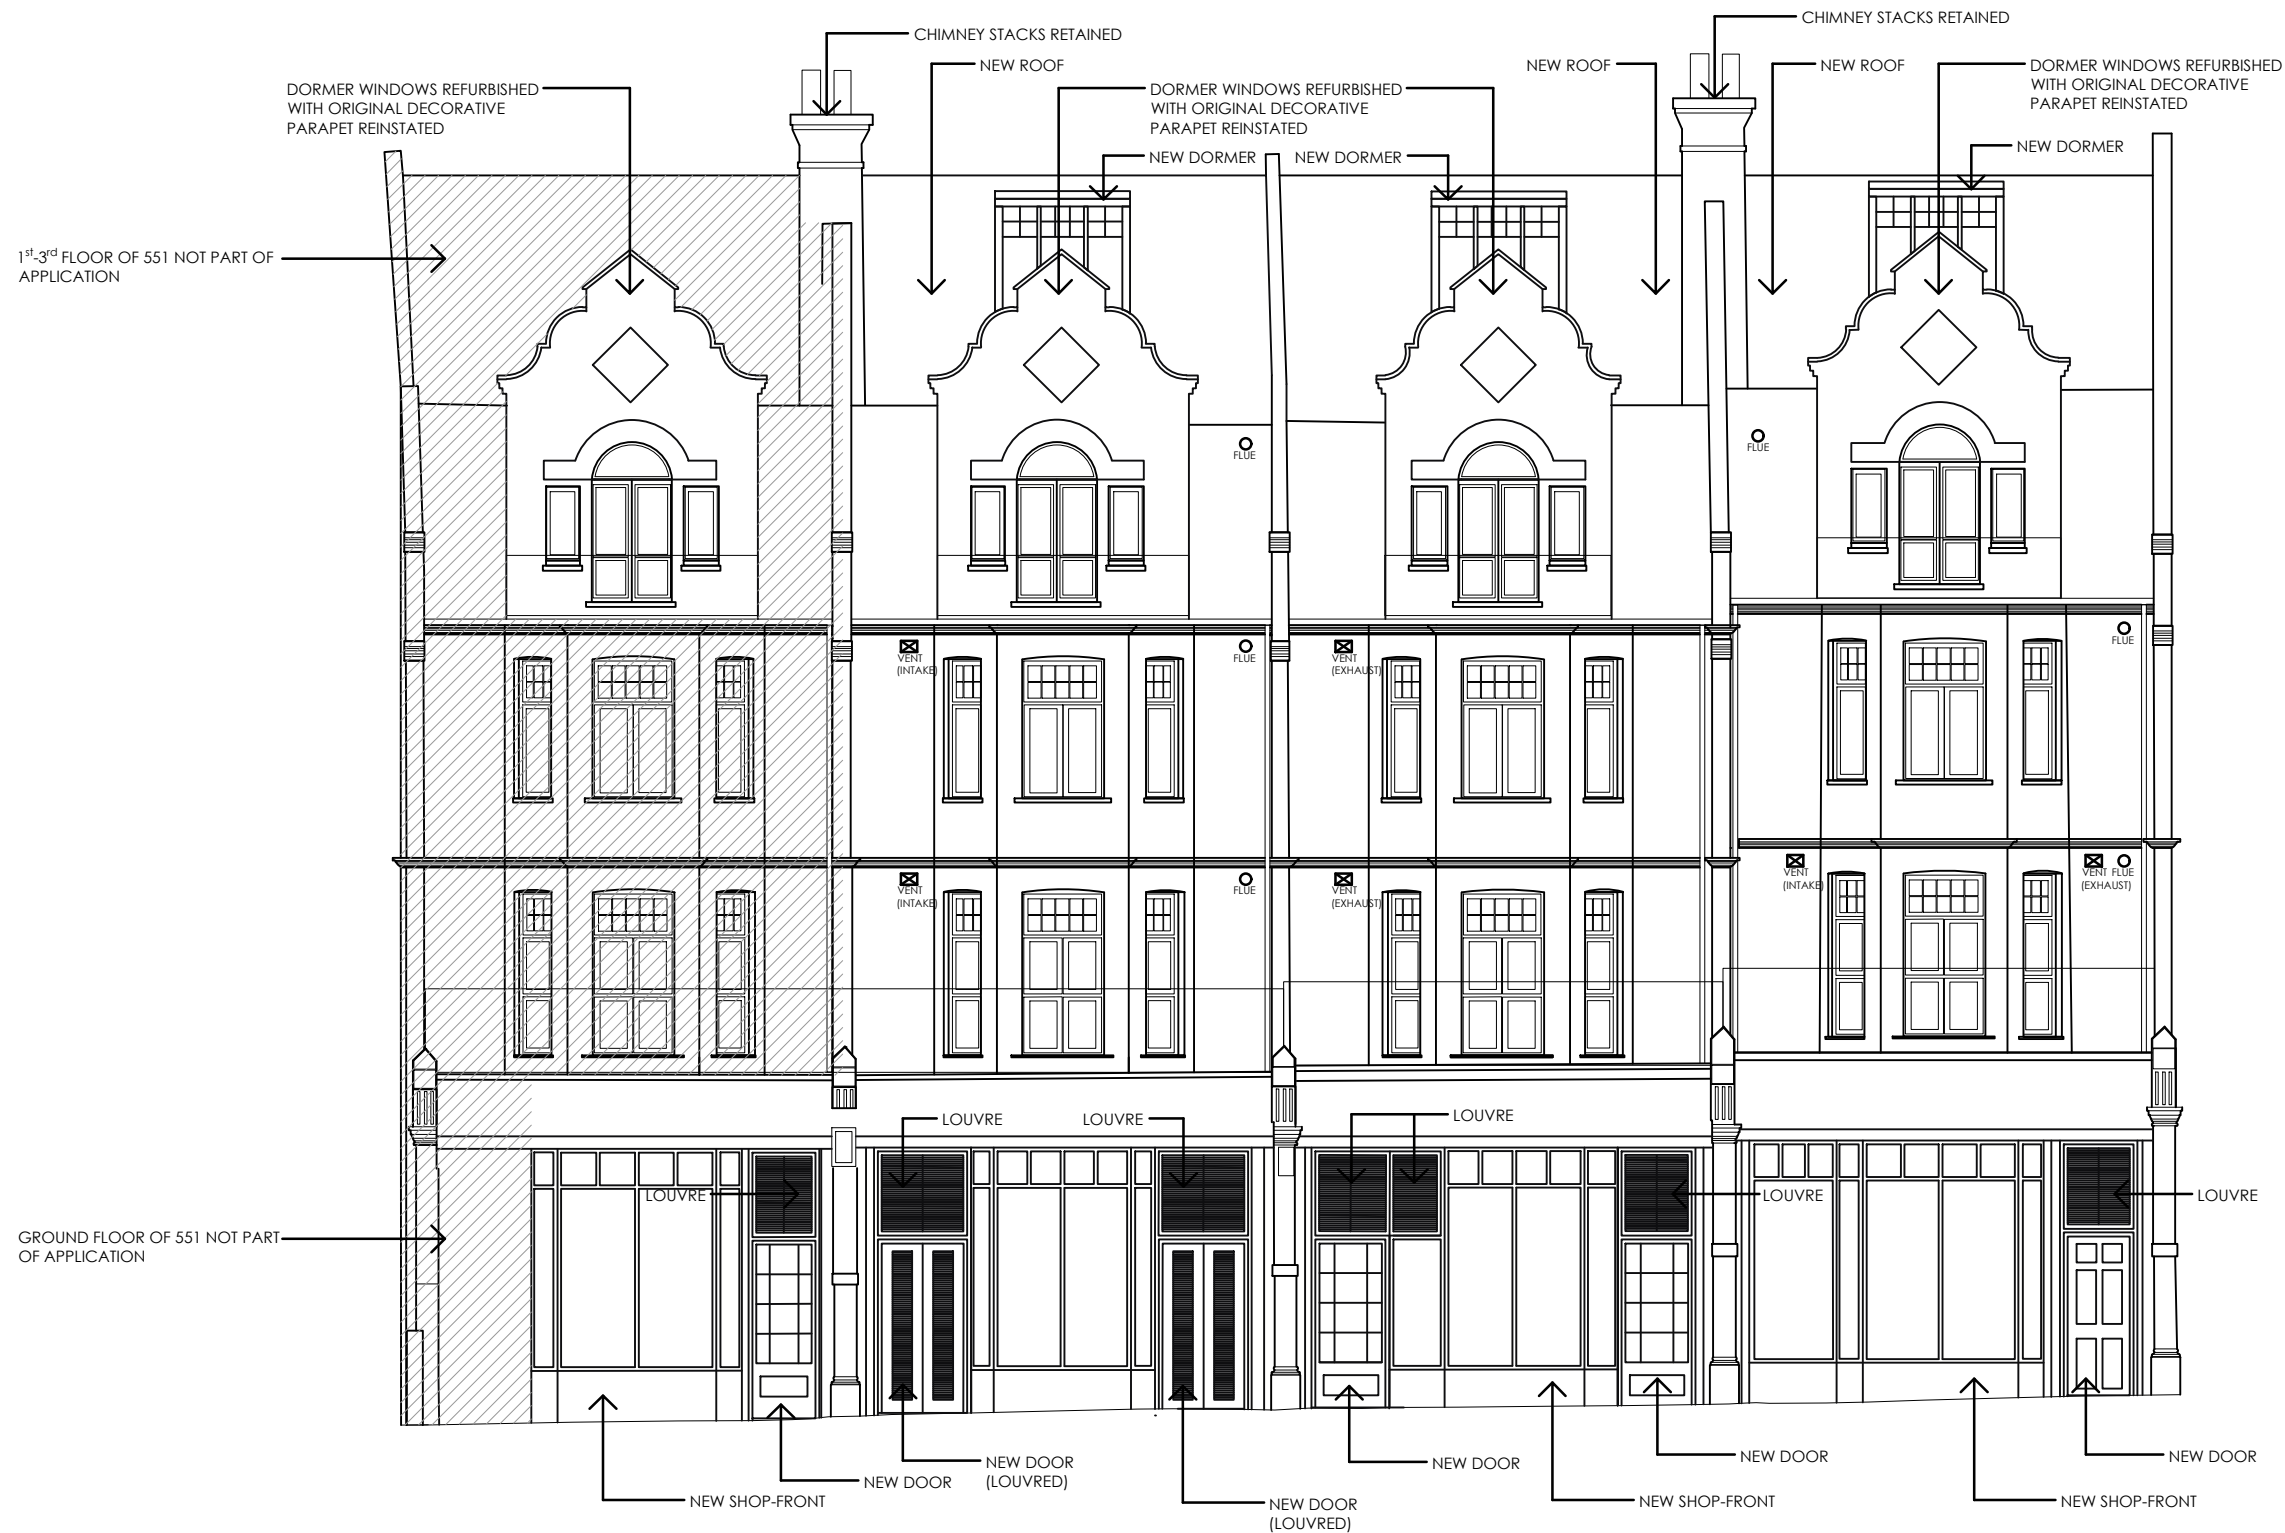 CHIMNEY STACKS RETAINED
CHIMNEY STACKS RETAINED
NEW ROOF
NEW ROOF
NEW ROOF
DORMER WINDOWS REFURBISHED
WITH ORIGINAL DECORATIVE
PARAPET REINSTATED
DORMER WINDOWS REFURBISHED
WITH ORIGINAL DECORATIVE
PARAPET REINSTATED
DORMER WINDOWS REFURBISHED
WITH ORIGINAL DECORATIVE
PARAPET REINSTATED
NEW DORMER
NEW DORMER
NEW DORMER
1st-3rd FLOOR OF 551 NOT PART OF
APPLICATION
FLUE
FLUE
VENT
(INTAKE)
FLUE
VENT
(EXHAUST)
FLUE
VENT
(INTAKE)
FLUE
VENT
(EXHAUST)
VENT
(INTAKE)
VENT FLUE
(EXHAUST)
LOUVRE
LOUVRE
LOUVRE
LOUVRE
LOUVRE
LOUVRE
GROUND FLOOR OF 551 NOT PART
OF APPLICATION
NEW SHOP-FRONT
NEW DOOR
NEW DOOR
(LOUVRED)
NEW DOOR
(LOUVRED)
NEW DOOR
NEW SHOP-FRONT
NEW DOOR
NEW SHOP-FRONT
NEW DOOR